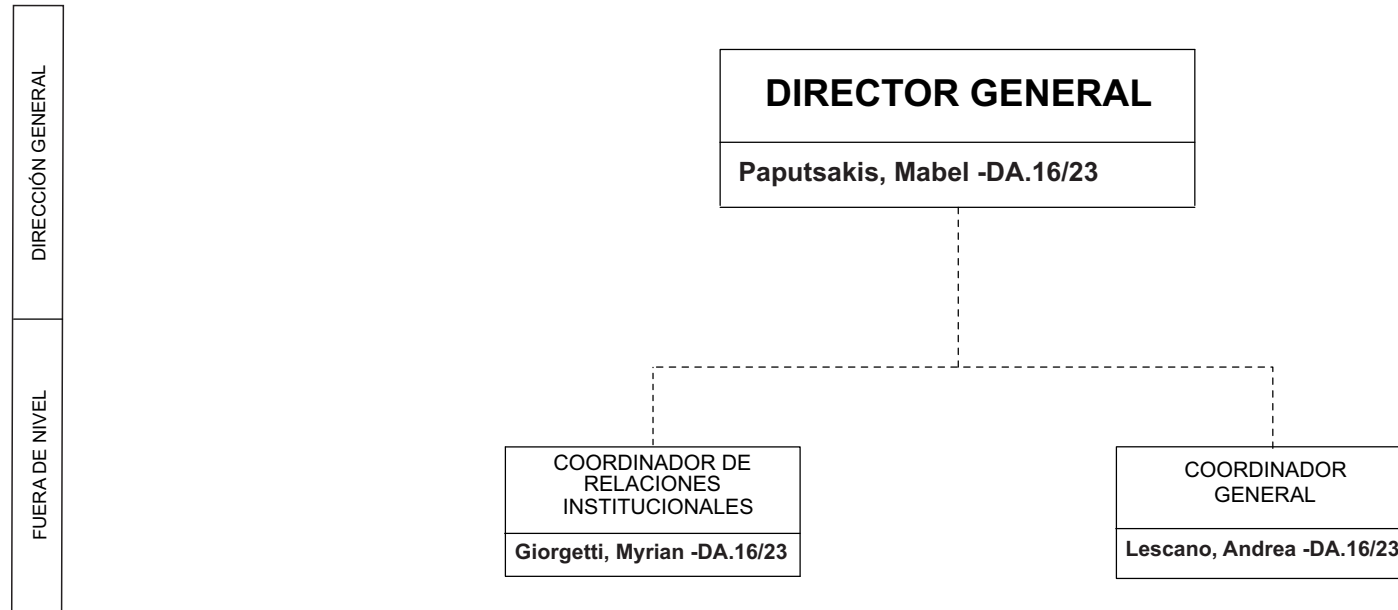 DIRECCIÓN GENERAL
DIRECTOR GENERAL
Paputsakis, Mabel -DA.16/23
FUERA DE NIVEL
COORDINADOR DE
RELACIONES
INSTITUCIONALES
Giorgetti, Myrian -DA.16/23
COORDINADOR
GENERAL
Lescano, Andrea -DA.16/23